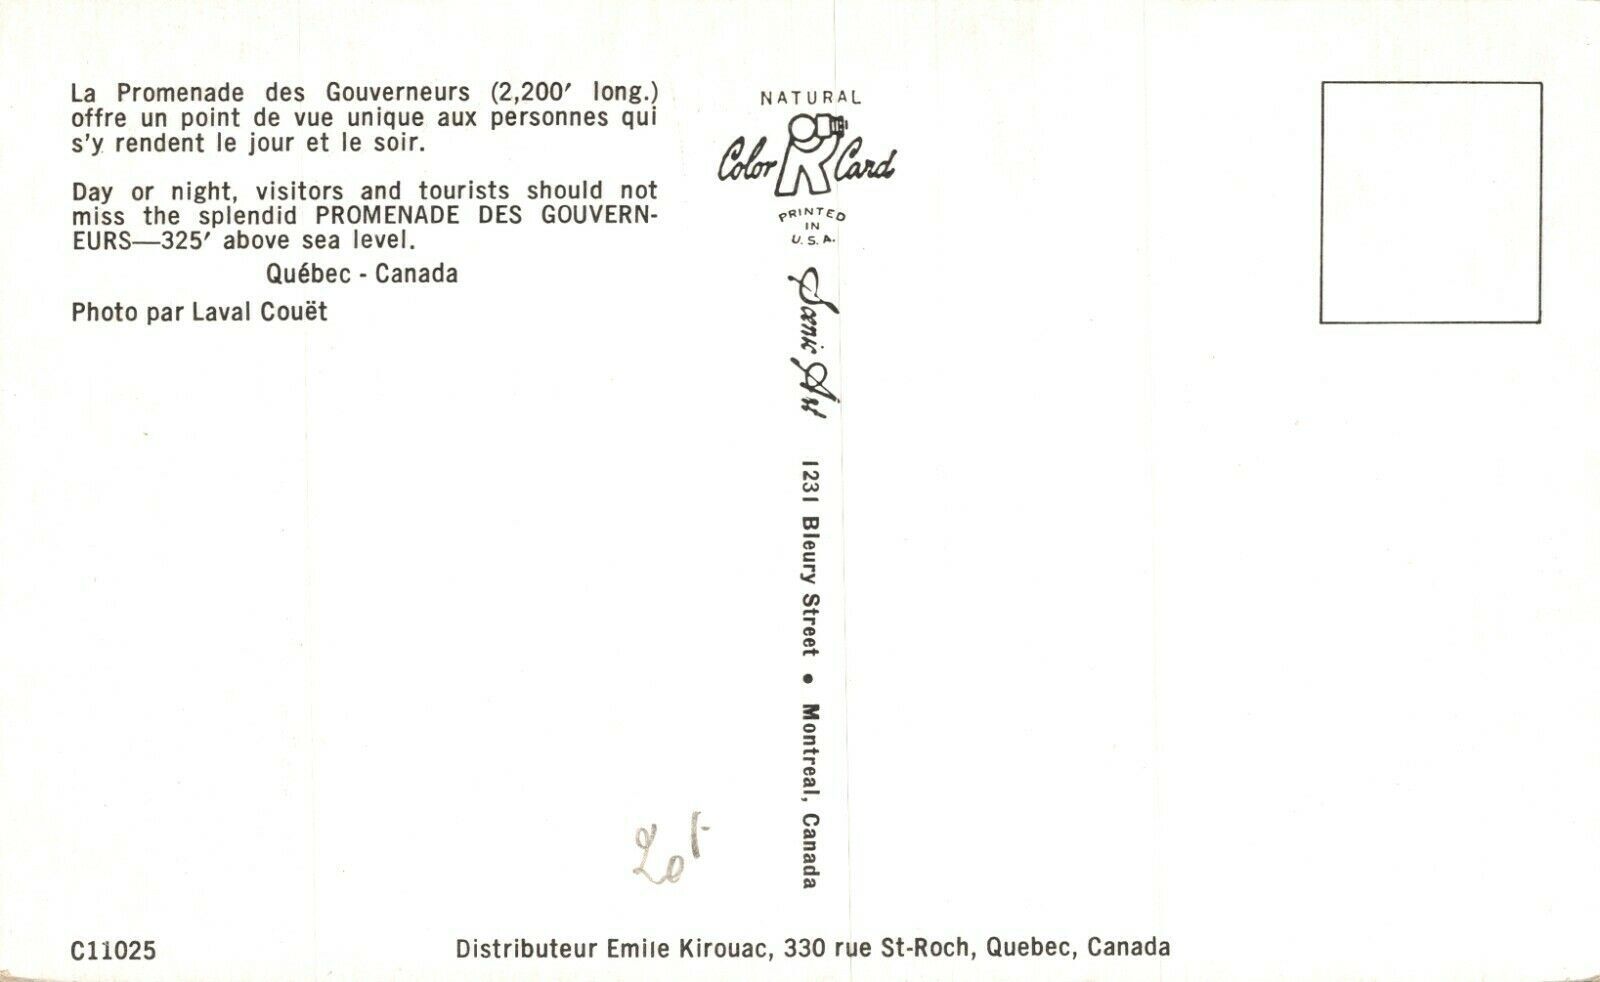 La Promenade des Gouverneurs (2,200′ long.)
offre un point de vue unique aux personnes qui
s'y rendent le jour et le soir.
Day or night, visitors and tourists should not
miss the splendid PROMENADE DES GOUVERN-
EURS—325′ above sea level.
Québec - Canada
Photo par Laval Couët
NATURAL
Color R Card
PRINTED
IN
U.S.A.
Scenic Art
1231 Bleury Street • Montreal, Canada
C11025
Distributeur Emile Kirouac, 330 rue St-Roch, Quebec, Canada